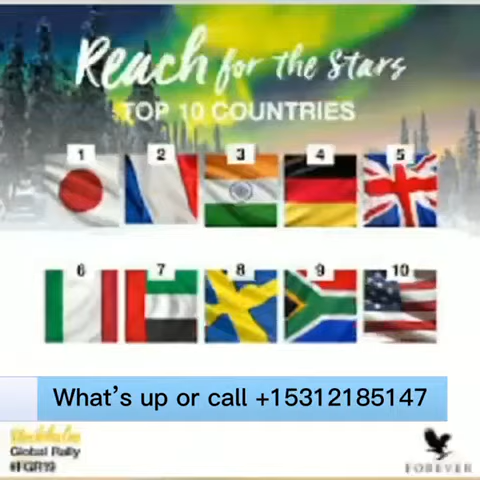 Reach for the Stars
TOP 10 COUNTRIES
1 2 3 4 5
6 7 8 9 10
What's up or call +15312185147
Global Rally
#FGR19
FOREVER